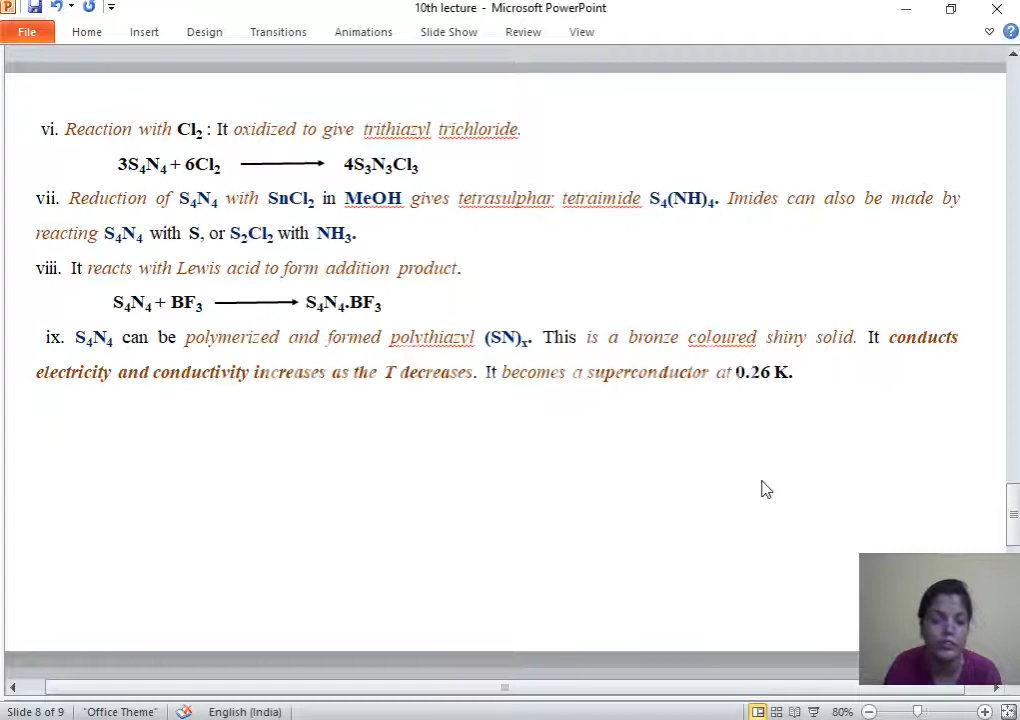 10th lecture - Microsoft PowerPoint
File Home Insert Design Transitions Animations Slide Show Review View
vi. Reaction with Cl₂ : It oxidized to give trithiazyl trichloride.
3S₄N₄ + 6Cl₂ ⟶ 4S₃N₃Cl₃
vii. Reduction of S₄N₄ with SnCl₂ in MeOH gives tetrasulphar tetraimide S₄(NH)₄. Imides can also be made by
reacting S₄N₄ with S, or S₂Cl₂ with NH₃.
viii. It reacts with Lewis acid to form addition product.
S₄N₄ + BF₃ ⟶ S₄N₄.BF₃
ix. S₄N₄ can be polymerized and formed polythiazyl (SN)ₓ. This is a bronze coloured shiny solid. It conducts
electricity and conductivity increases as the T decreases. It becomes a superconductor at 0.26 K.
Slide 8 of 9 "Office Theme" English (India) 80%